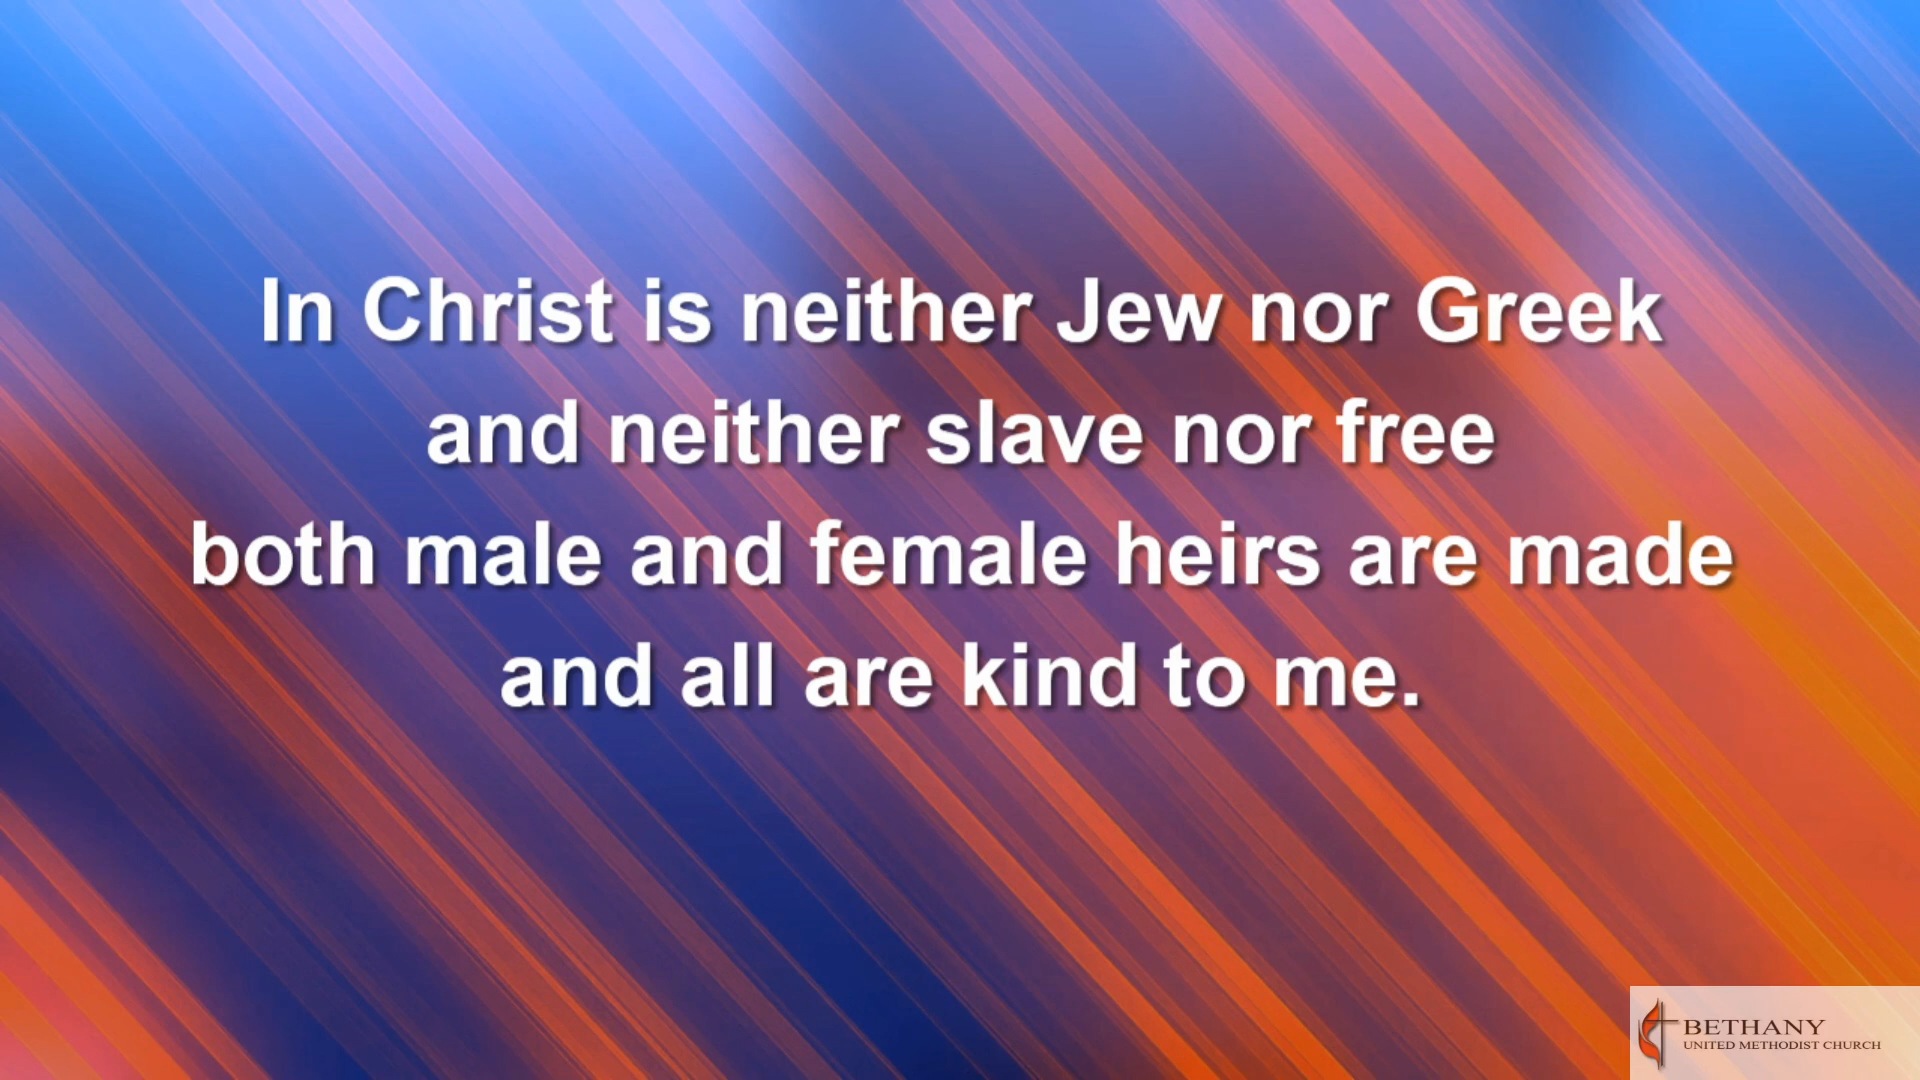 In Christ is neither Jew nor Greek
and neither slave nor free
both male and female heirs are made
and all are kind to me.
BETHANY
UNITED METHODIST CHURCH